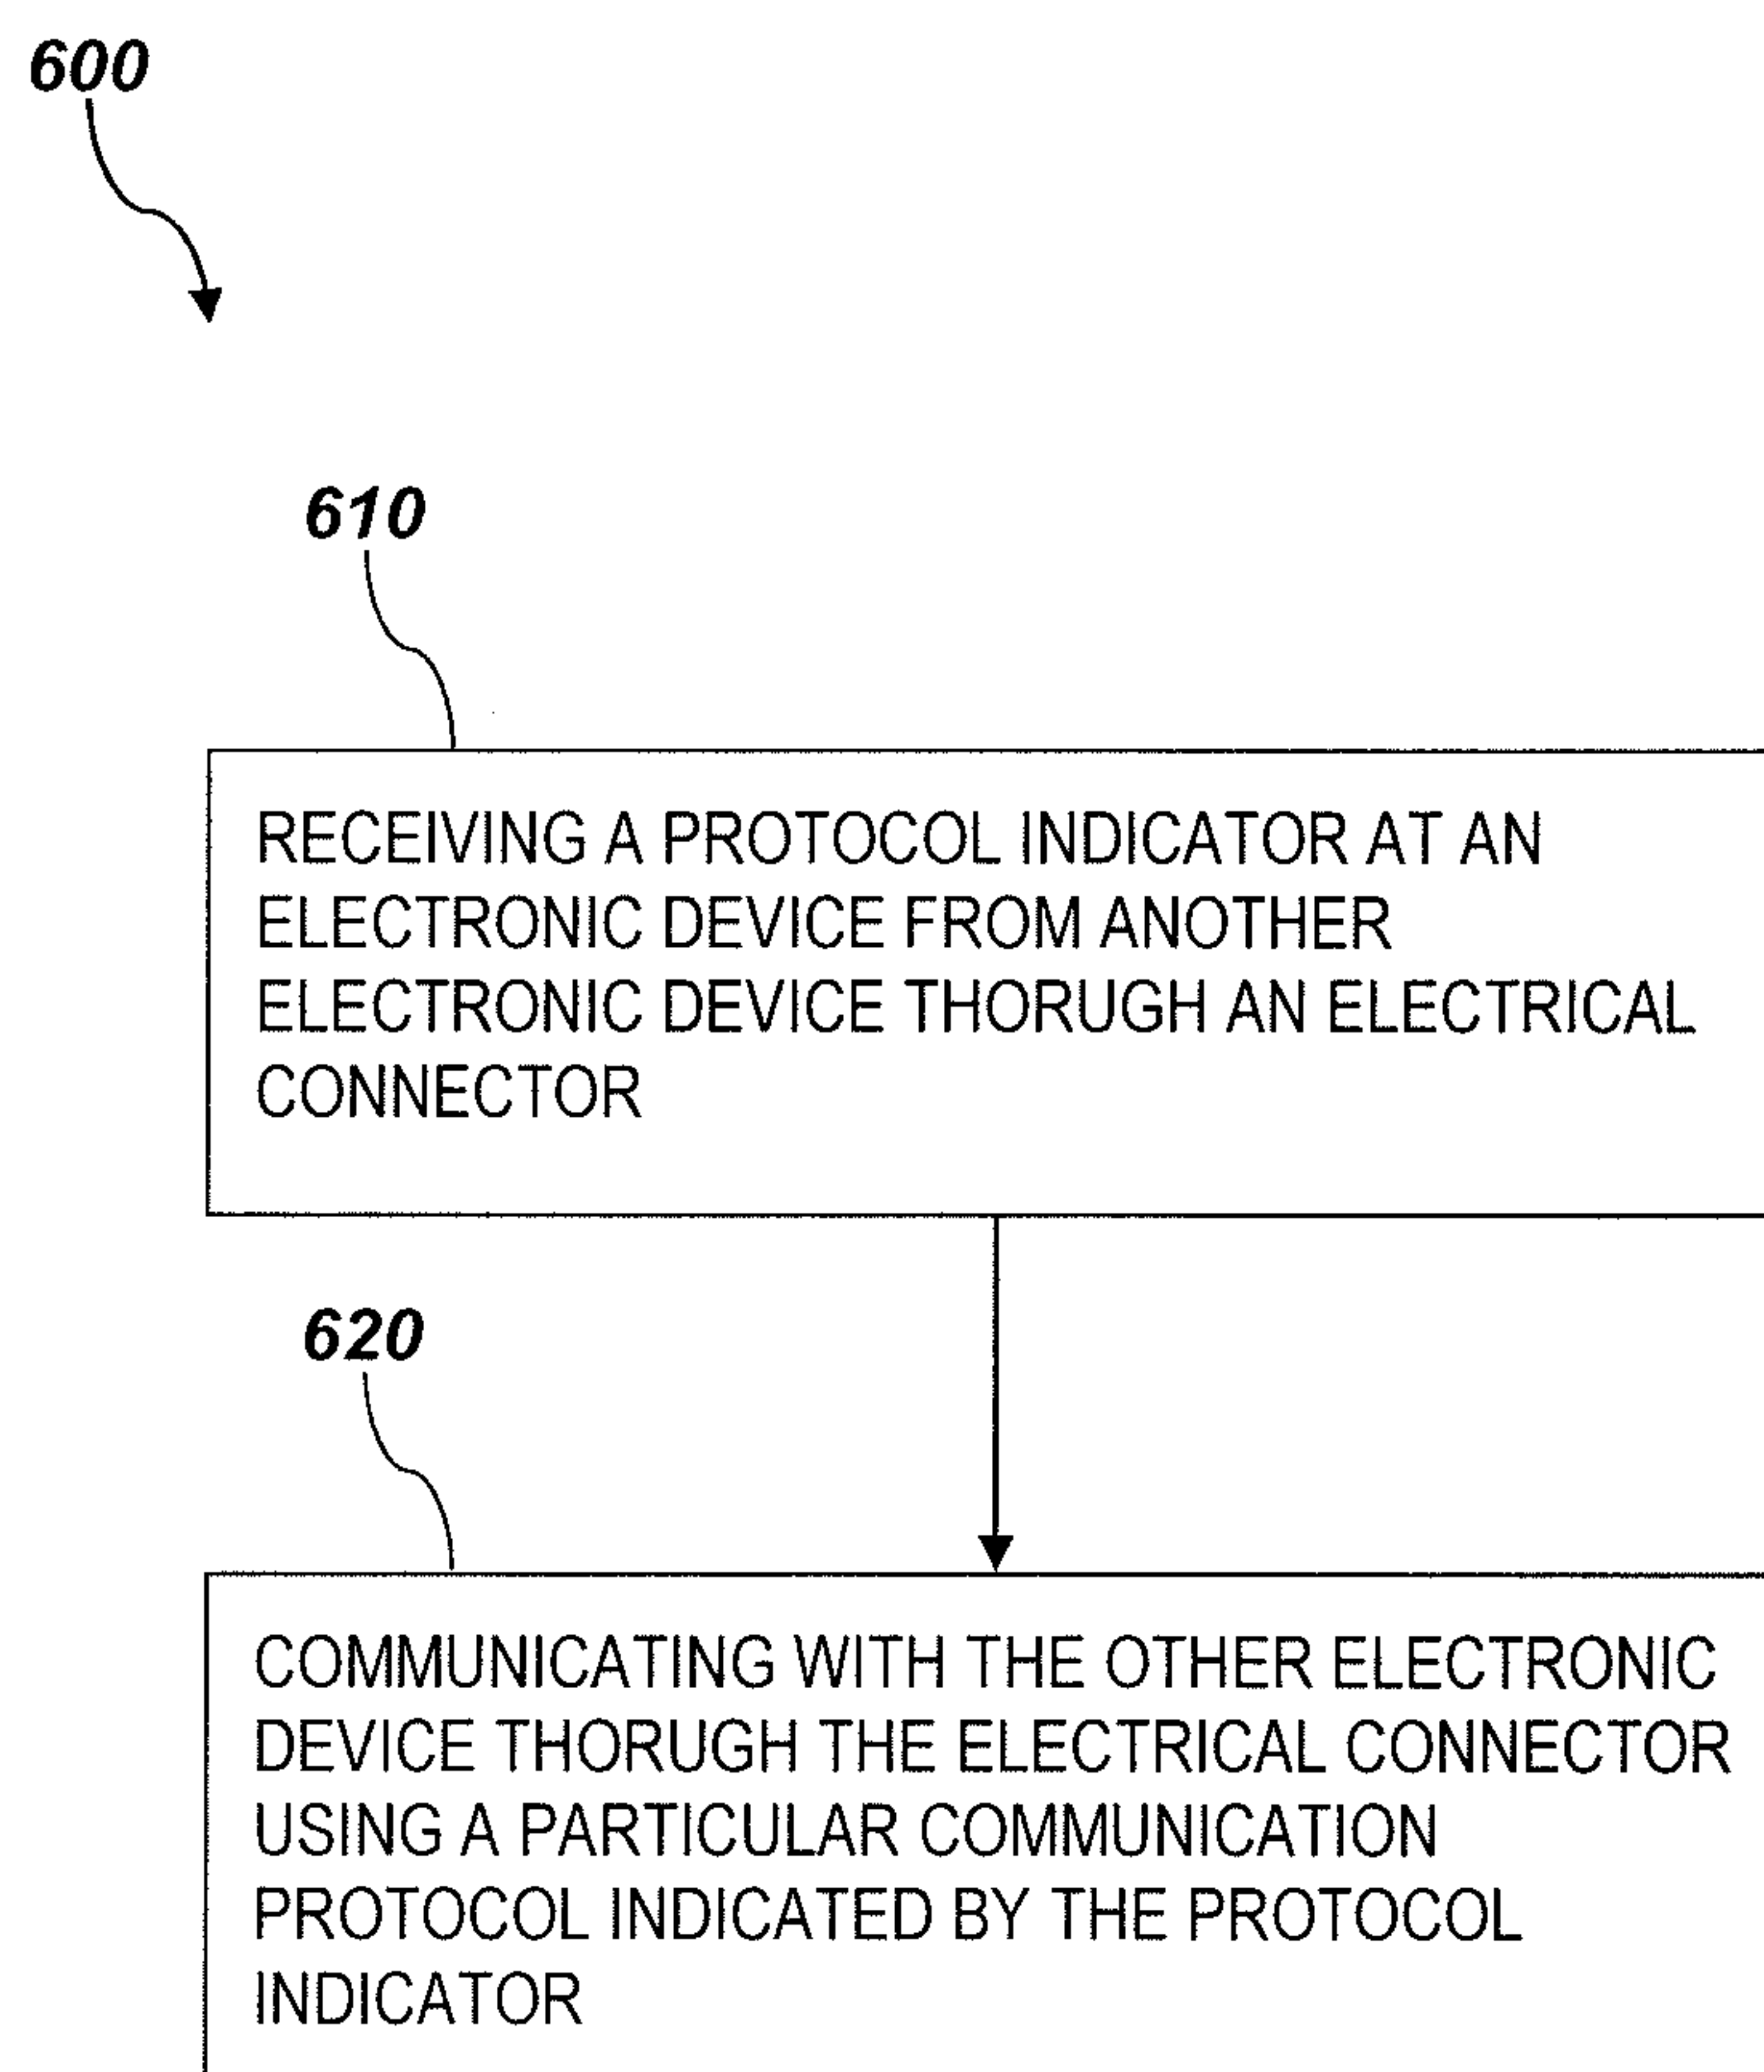 600
610
RECEIVING A PROTOCOL INDICATOR AT AN
ELECTRONIC DEVICE FROM ANOTHER
ELECTRONIC DEVICE THORUGH AN ELECTRICAL
CONNECTOR
620
COMMUNICATING WITH THE OTHER ELECTRONIC
DEVICE THORUGH THE ELECTRICAL CONNECTOR
USING A PARTICULAR COMMUNICATION
PROTOCOL INDICATED BY THE PROTOCOL
INDICATOR